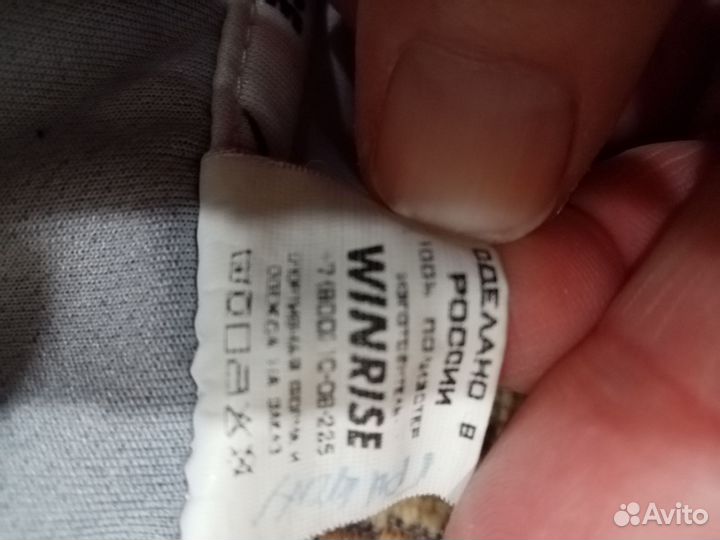 СДЕЛАНО В
РОССИИ
100% ПОЛИЭСТЕР
ИЗГОТОВИТЕЛЬ:
WINRISE
СПОРТИВНАЯ ФОРМА И
ОДЕЖДА НА ЗАКАЗ
Avito